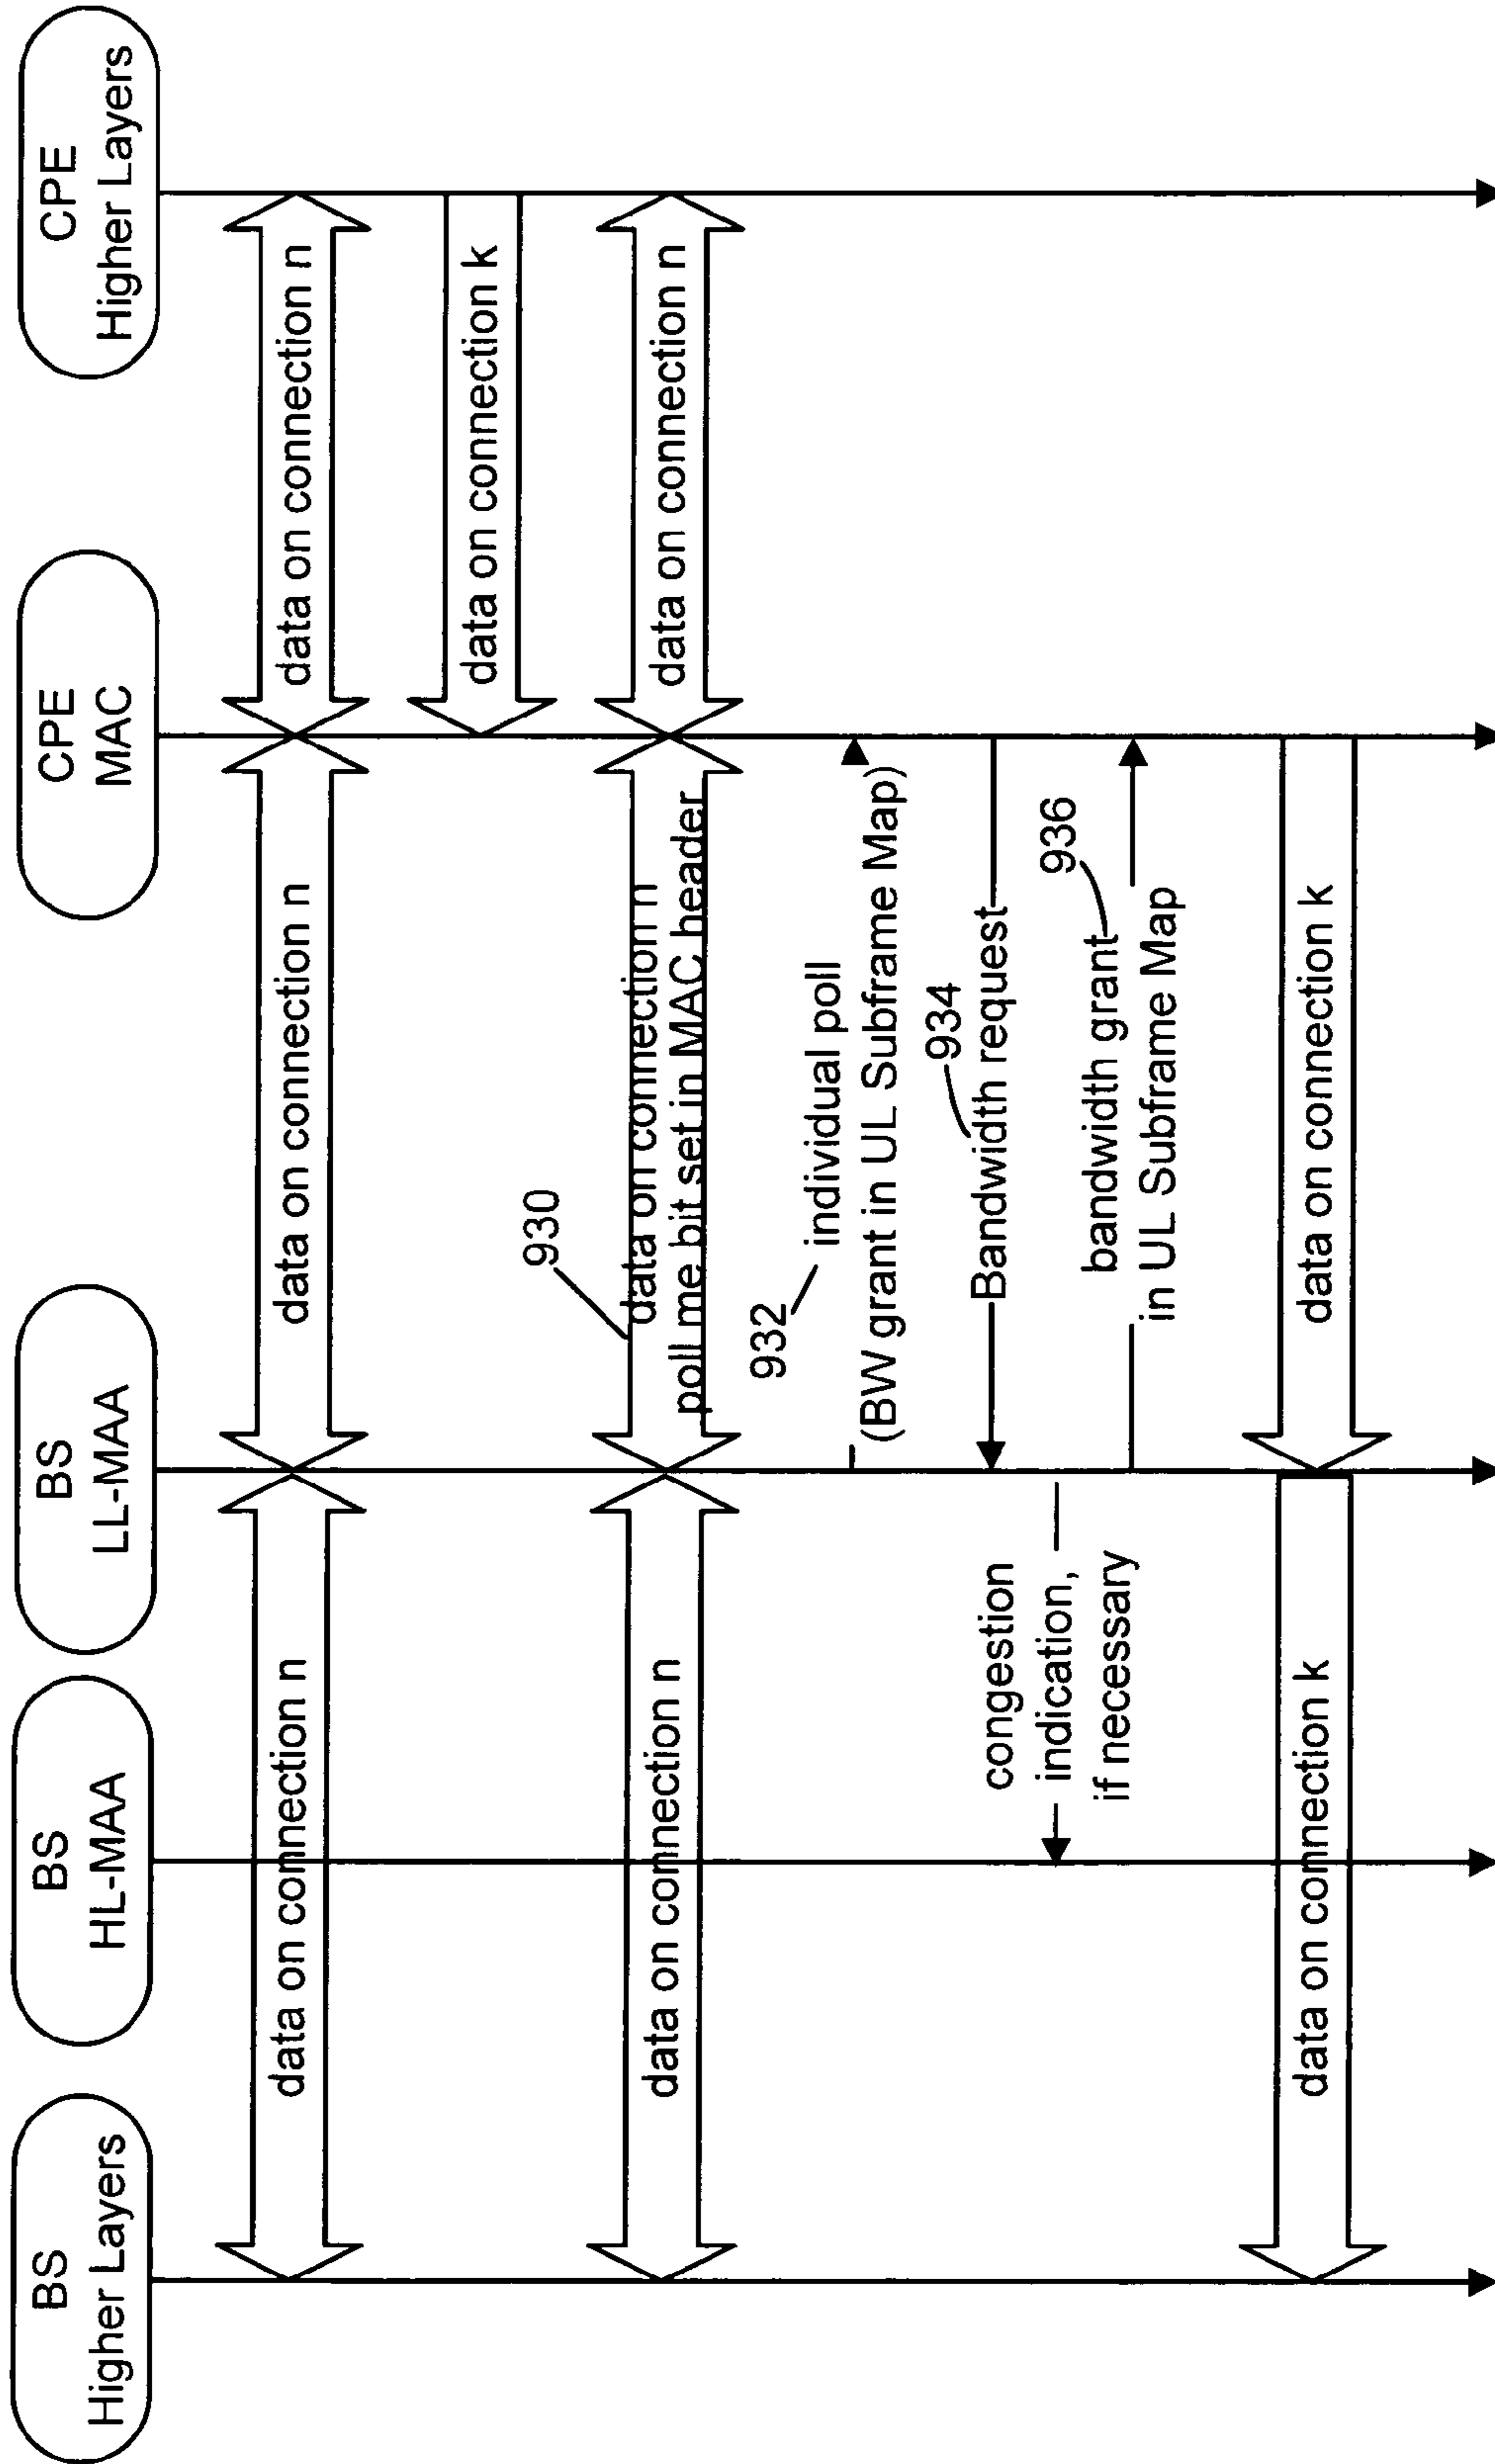 BS
Higher Layers
BS
HL-MAA
BS
LL-MAA
CPE
MAC
CPE
Higher Layers
data on connection n
data on connection n
data on connection n
data on connection k
data on connection n
930
data on connection n
poll me bit set in MAC header
data on connection n
932
individual poll
(BW grant in UL Subframe Map)
934
Bandwidth request
congestion
indication,
if necessary
936
bandwidth grant
in UL Subframe Map
data on connection k
data on connection k